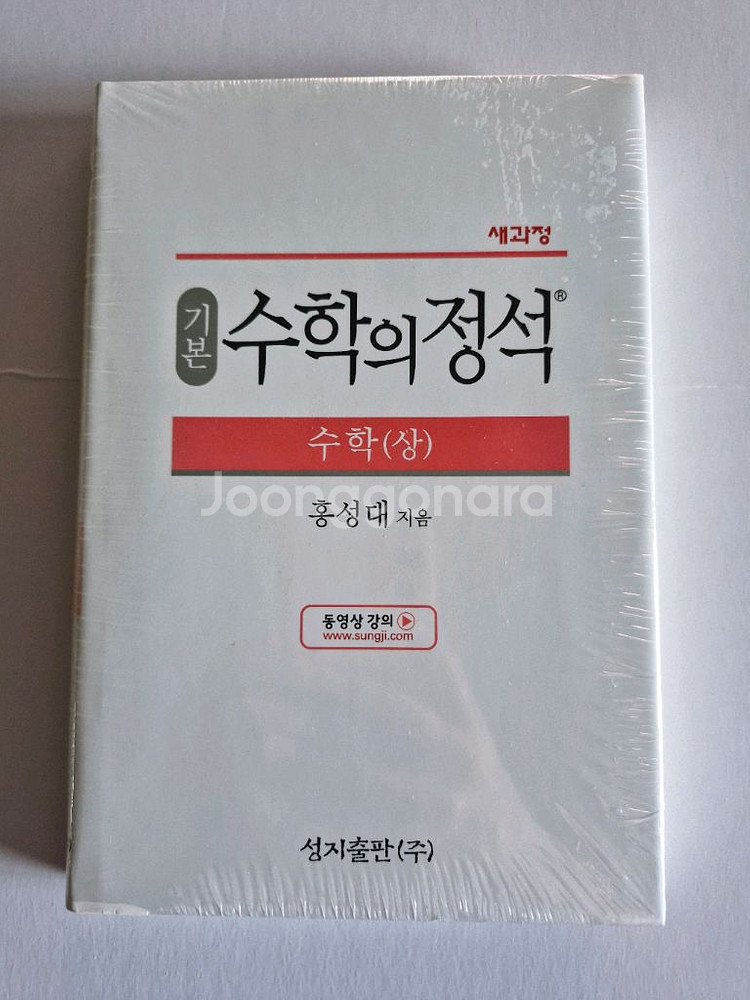 새과정
기본 수학의 정석®
수학(상)
Joonggonara
홍성대 지음
동영상 강의
www.sungji.com
성지출판(주)